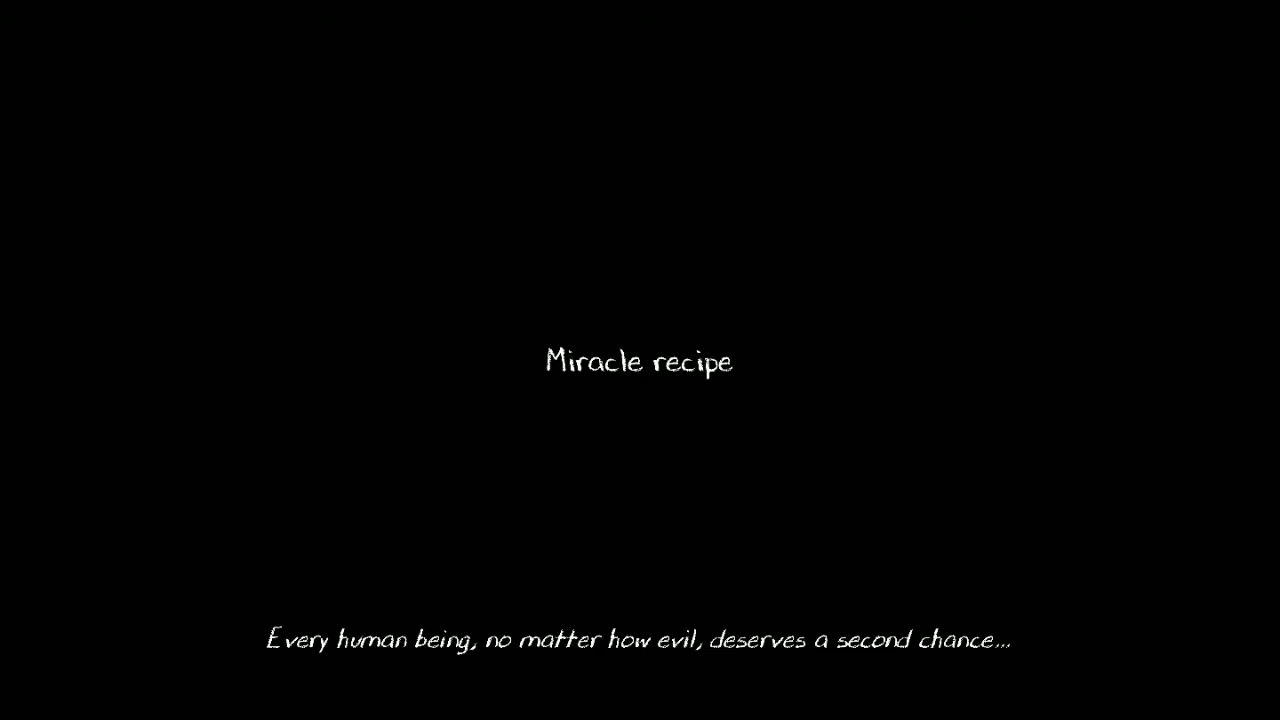 Miracle recipe
Every human being, no matter how evil, deserves a second chance...